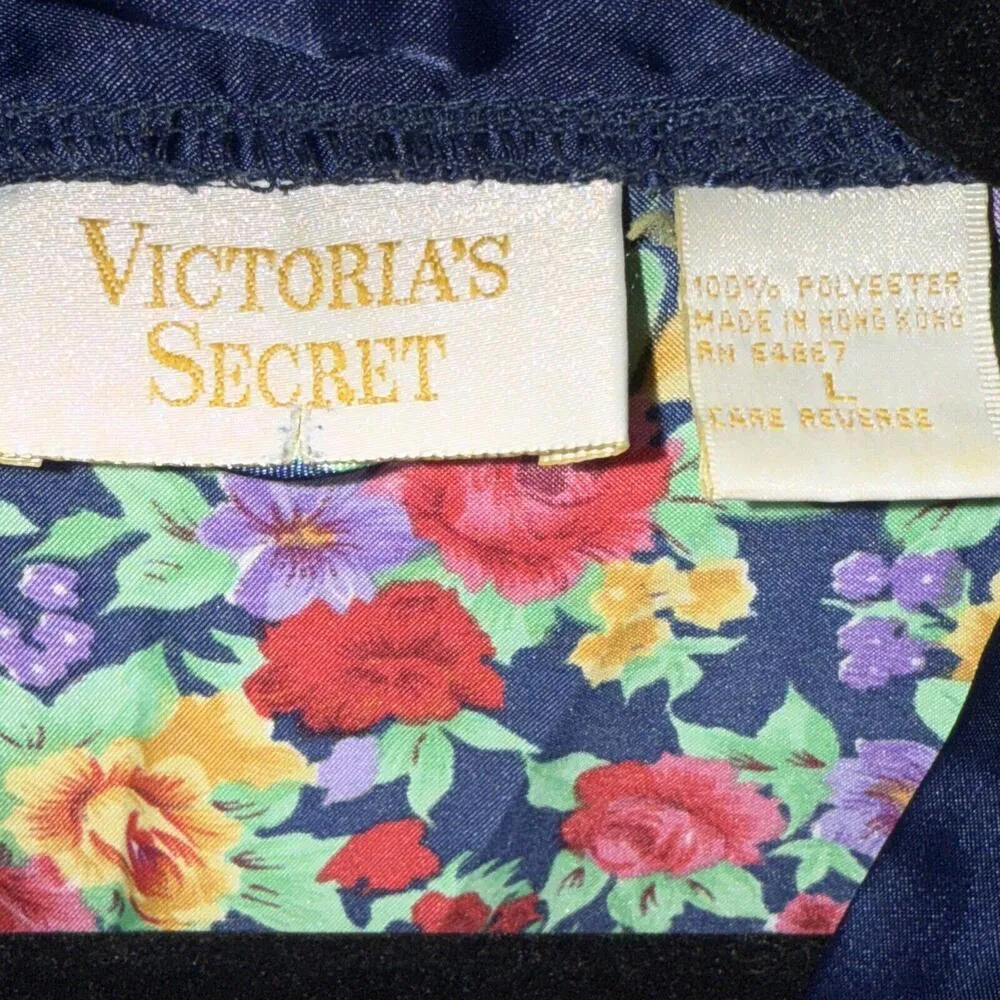 VICTORIA'S
SECRET
100% POLYESTER
MADE IN HONG KONG
RN 54867
L
CARE REVERSE